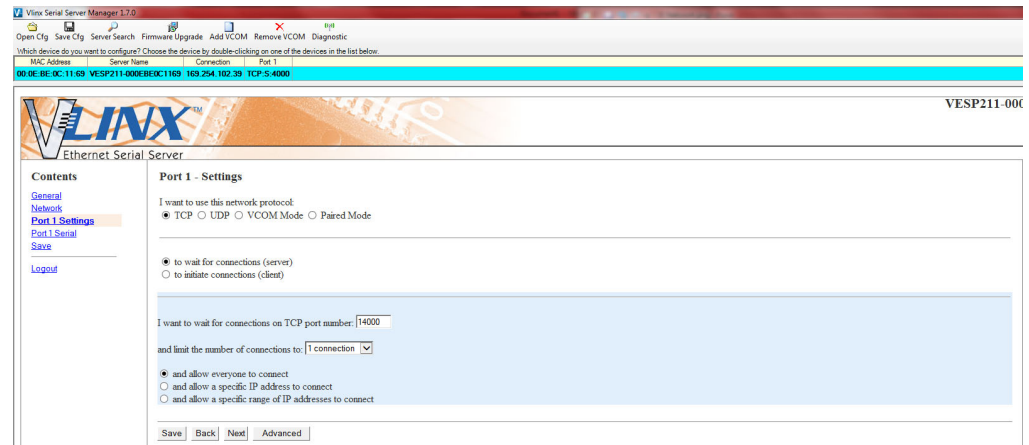 Vlinx Serial Server Manager 1.7.0
Open Cfg Save Cfg Server Search Firmware Upgrade Add VCOM Remove VCOM Diagnostic
Which device do you want to configure? Choose the device by double-clicking on one of the devices in the list below.
MAC Address Server Name Connection Port 1
00:0E:BE:0C:11:69 VESP211-000EBE0C1169 169.254.102.39 TCP:S:4000
VESP211-000
VLINX TM
Ethernet Serial Server
Contents
General
Network
Port 1 Settings
Port 1 Serial
Save
Logout
Port 1 - Settings
I want to use this network protocol:
TCP UDP VCOM Mode Paired Mode
to wait for connections (server)
to initiate connections (client)
I want to wait for connections on TCP port number: 14000
and limit the number of connections to: 1 connection
and allow everyone to connect
and allow a specific IP address to connect
and allow a specific range of IP addresses to connect
Save Back Next Advanced